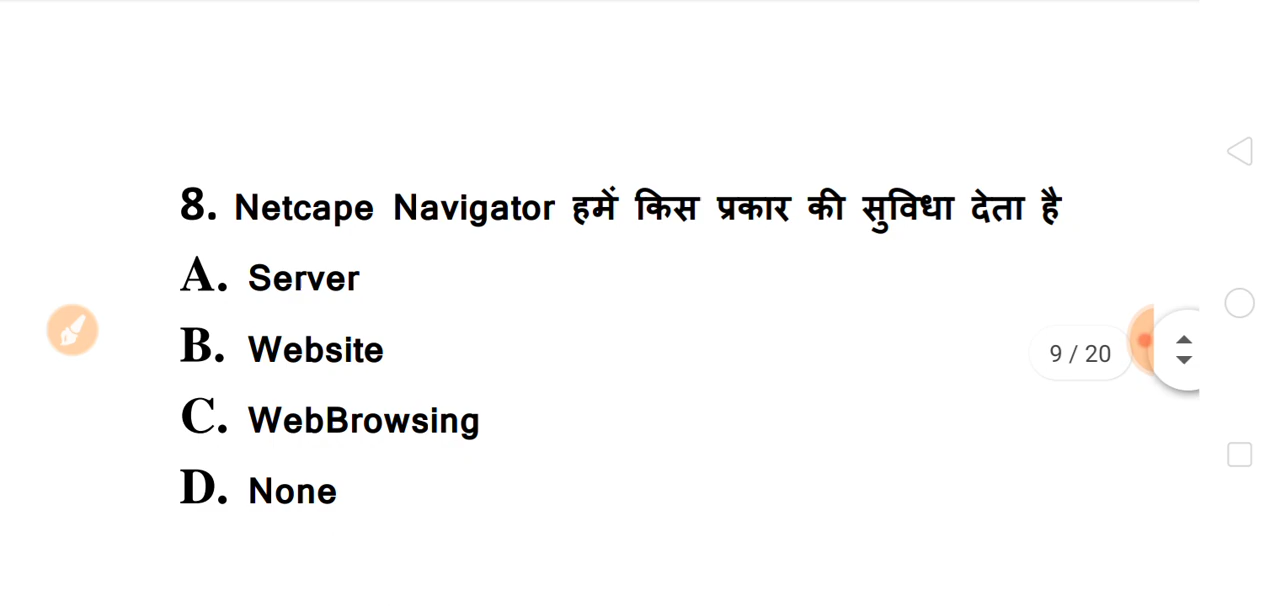 8. Netcape Navigator हमें किस प्रकार की सुविधा देता है
A. Server
B. Website
C. WebBrowsing
D. None
9 / 20